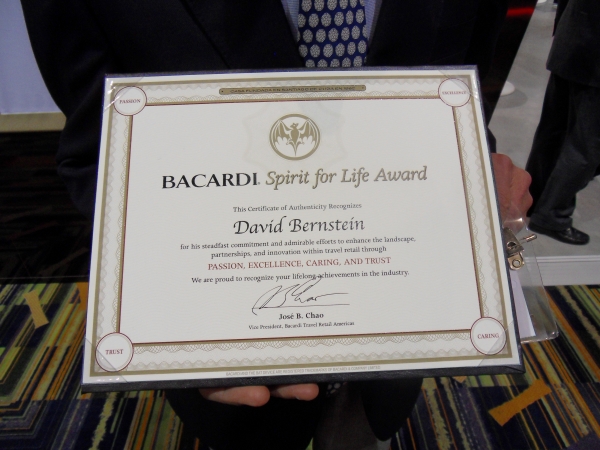 PASSION
EXCELLENCE
BACARDI. Spirit for Life Award
This Certificate of Authenticity Recognizes
David Bernstein
for his steadfast commitment and admirable efforts to enhance the landscape,
partnerships, and innovation within travel retail through
PASSION, EXCELLENCE, CARING, AND TRUST
We are proud to recognize your lifelong achievements in the industry.
José B. Chao
Vice President, Bacardi Travel Retail Americas
TRUST
CARING